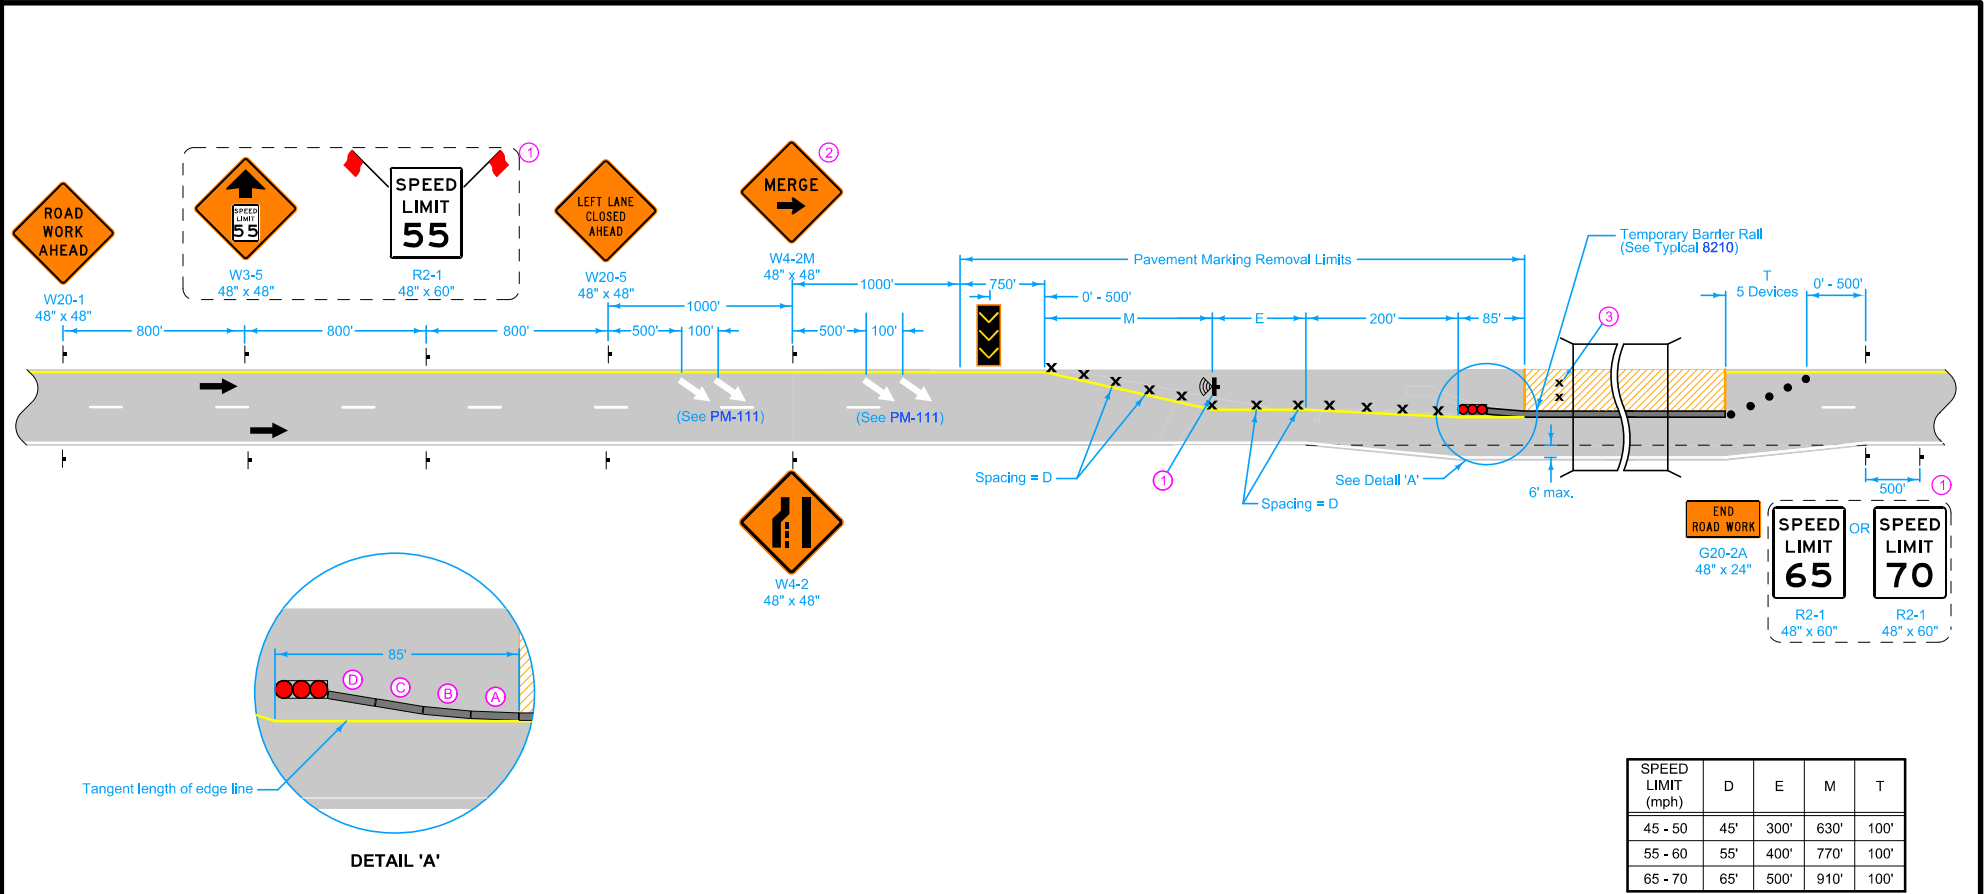 ROAD
WORK
AHEAD
W20-1
48" x 48"
SPEED
LIMIT
55
W3-5
48" x 48"
SPEED
LIMIT
55
R2-1
48" x 60"
1
LEFT LANE
CLOSED
AHEAD
W20-5
48" x 48"
MERGE
2
W4-2M
48" x 48"
800'
800'
800'
1000'
500'
100'
1000'
500'
100'
750'
0' - 500'
Pavement Marking Removal Limits
M
E
200'
85'
Temporary Barrier Rail
(See Typical 8210)
3
T
5 Devices
0' - 500'
(See PM-111)
(See PM-111)
Spacing = D
1
Spacing = D
See Detail 'A'
6' max.
500'
1
W4-2
48" x 48"
END
ROAD WORK
G20-2A
48" x 24"
SPEED
LIMIT
65
OR
SPEED
LIMIT
70
R2-1
48" x 60"
R2-1
48" x 60"
85'
D
C
B
A
Tangent length of edge line
DETAIL 'A'
SPEED LIMIT (mph) D E M T
45 - 50 45' 300' 630' 100'
55 - 60 55' 400' 770' 100'
65 - 70 65' 500' 910' 100'